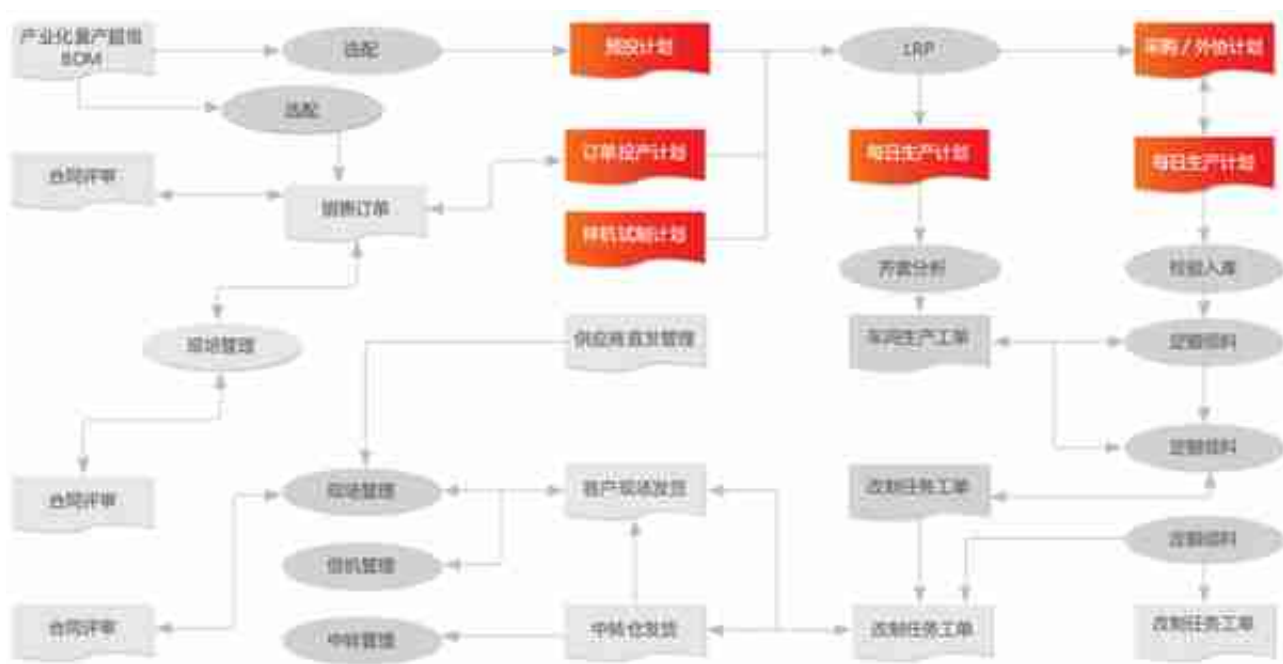 产业化量产超级
BOM
选配
预投计划
LRP
采购/外协计划
选配
合同评审
销售订单
订单投产计划
每日生产计划
每日生产计划
样机试制计划
齐套分析
检验入库
现场管理
供应商直发管理
车间生产工单
定额领料
定额领料
合同评审
现场管理
客户现场发货
改制任务工单
借机管理
定额领料
合同评审
中转管理
中转仓发货
改制任务工单
改制任务工单